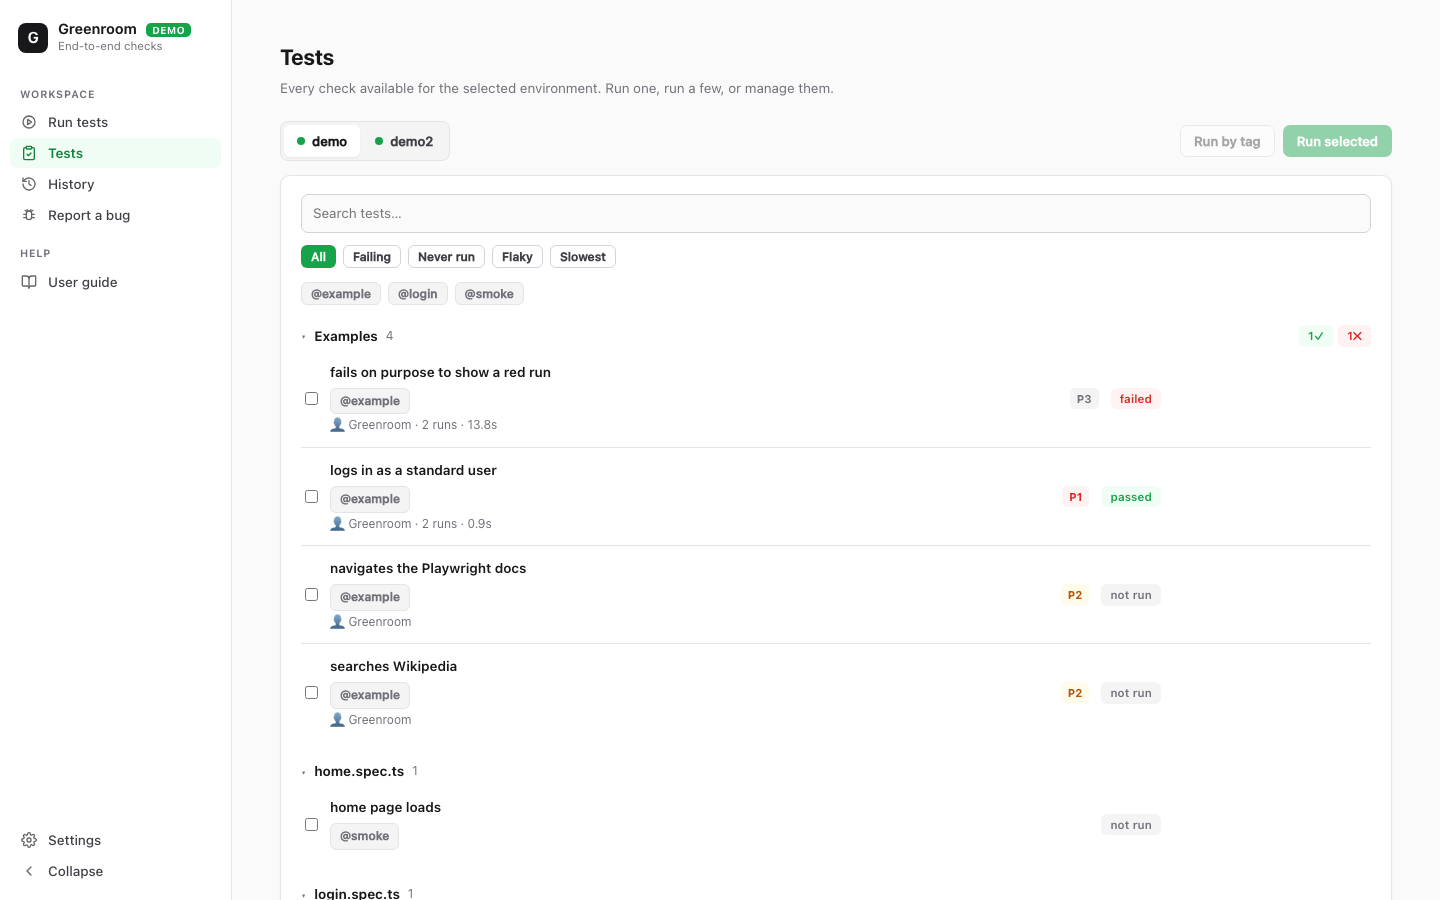 G
Greenroom DEMO
End-to-end checks
WORKSPACE
Run tests
Tests
History
Report a bug
HELP
User guide
Settings
Collapse
Tests
Every check available for the selected environment. Run one, run a few, or manage them.
demo demo2
Run by tag Run selected
Search tests...
All Failing Never run Flaky Slowest
@example @login @smoke
Examples 4 1✓ 1✕
fails on purpose to show a red run
@example P3 failed
Greenroom · 2 runs · 13.8s
logs in as a standard user
@example P1 passed
Greenroom · 2 runs · 0.9s
navigates the Playwright docs
@example P2 not run
Greenroom
searches Wikipedia
@example P2 not run
Greenroom
home.spec.ts 1
home page loads
@smoke not run
login.spec.ts 1